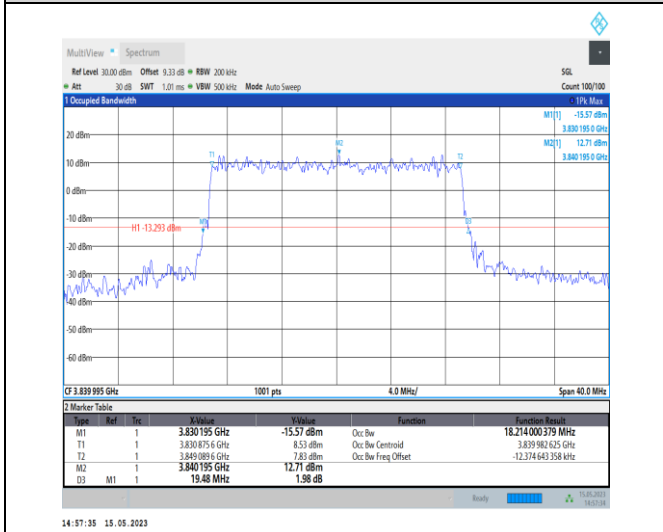 MultiView Spectrum
Ref Level 30.00 dBm Offset 9.33 dB RBW 200 kHz SGL
Att 30 dB SWT 1.01 ms VBW 500 kHz Mode Auto Sweep Count 100/100
1 Occupied Bandwidth 1Pk Max
M1[1] -15.57 dBm
3.830 195 0 GHz
M2[1] 12.71 dBm
3.840 195 0 GHz
20 dBm
M2
T1
T2
10 dBm
0 dBm
-10 dBm
M1
D3
H1 -13.293 dBm
-20 dBm
-30 dBm
-40 dBm
-50 dBm
-60 dBm
CF 3.839 995 GHz 1001 pts 4.0 MHz/ Span 40.0 MHz
2 Marker Table
Type Ref Trc X-Value Y-Value Function Function Result
M1 1 3.830 195 GHz -15.57 dBm Occ Bw 18.214 000 379 MHz
T1 1 3.830 875 6 GHz 8.53 dBm Occ Bw Centroid 3.839 982 625 GHz
T2 1 3.849 089 6 GHz 7.83 dBm Occ Bw Freq Offset -12.374 643 358 kHz
M2 1 3.840 195 GHz 12.71 dBm
D3 M1 1 19.48 MHz 1.98 dB
Ready 15.05.2023
14:57:34
14:57:35 15.05.2023